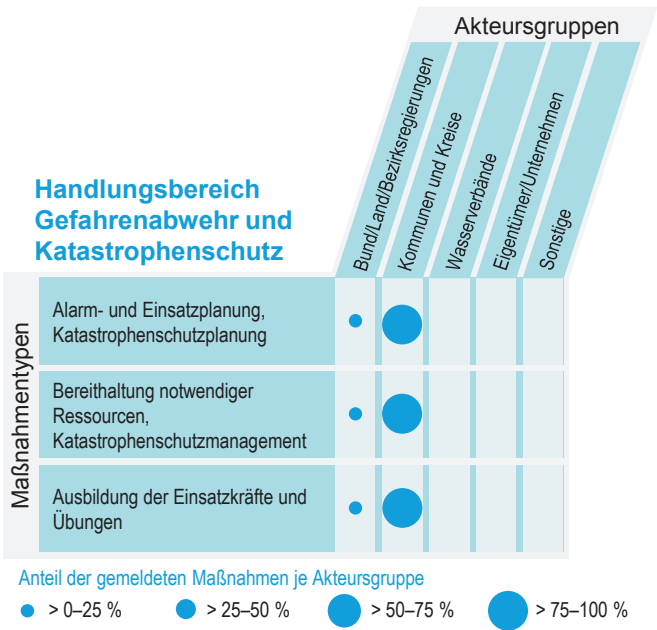 Akteursgruppen
Bund/Land/Bezirksregierungen
Kommunen und Kreise
Wasserverbände
Eigentümer/Unternehmen
Sonstige
Handlungsbereich
Gefahrenabwehr und
Katastrophenschutz
Maßnahmentypen
Alarm- und Einsatzplanung,
Katastrophenschutzplanung
Bereithaltung notwendiger
Ressourcen,
Katastrophenschutzmanagement
Ausbildung der Einsatzkräfte und
Übungen
Anteil der gemeldeten Maßnahmen je Akteursgruppe
> 0–25 % > 25–50 % > 50–75 % > 75–100 %